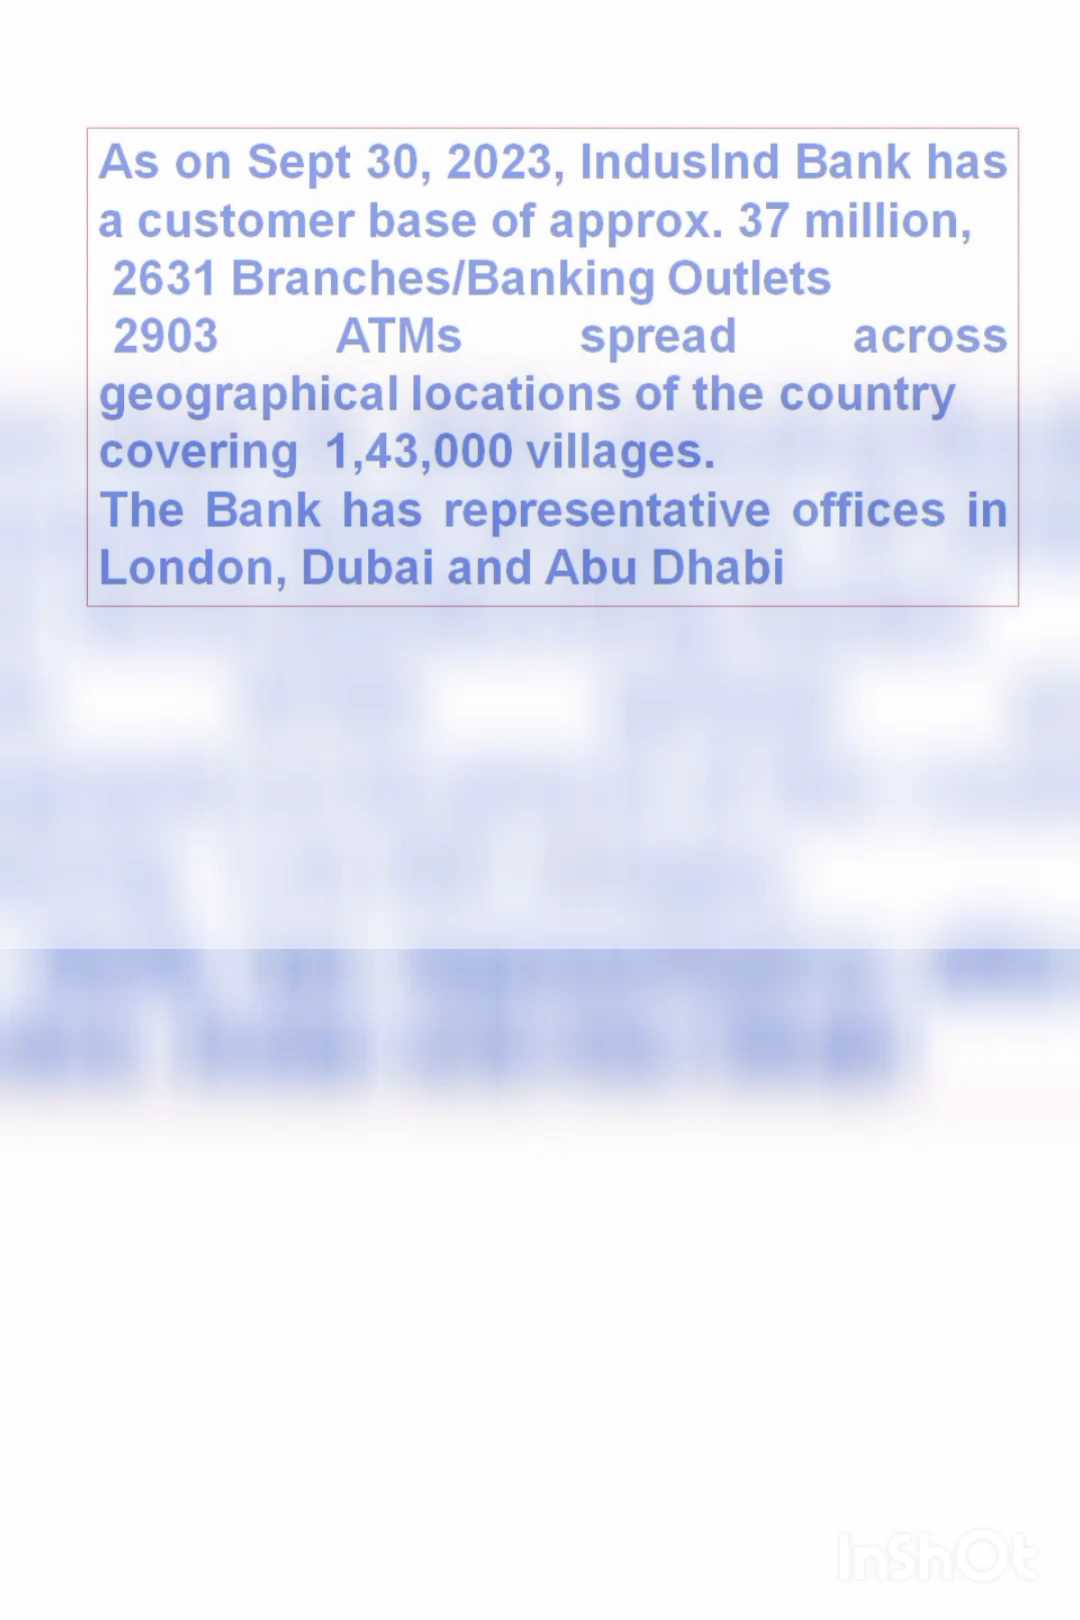 As on Sept 30, 2023, IndusInd Bank has
a customer base of approx. 37 million,
2631 Branches/Banking Outlets
2903 ATMs spread across
geographical locations of the country
covering 1,43,000 villages.
The Bank has representative offices in
London, Dubai and Abu Dhabi
InShOt